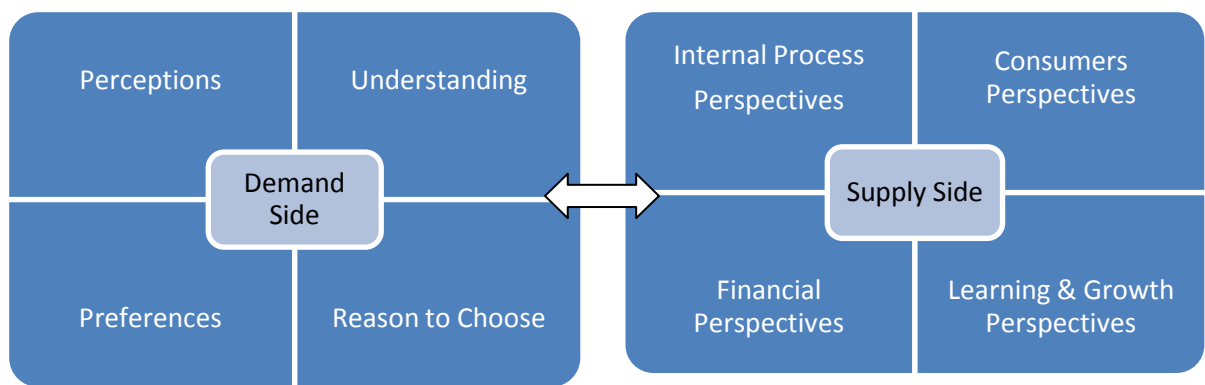 Perceptions
Understanding
Demand
Side
Preferences
Reason to Choose
Internal Process
Perspectives
Consumers
Perspectives
Supply Side
Financial
Perspectives
Learning & Growth
Perspectives